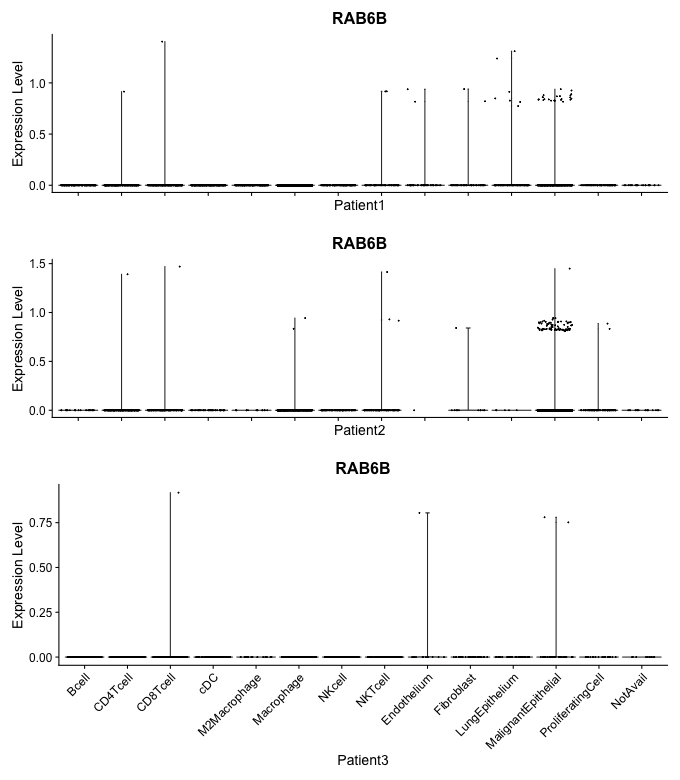 RAB6B
Expression Level
1.0
0.5
0.0
Patient1
RAB6B
Expression Level
1.5
1.0
0.5
0.0
Patient2
RAB6B
Expression Level
0.75
0.50
0.25
0.00
Bcell
CD4Tcell
CD8Tcell
cDC
M2Macrophage
Macrophage
NKcell
NKTcell
Endothelium
Fibroblast
LungEpithelium
MalignantEpithelial
ProliferatingCell
NotAvail
Patient3